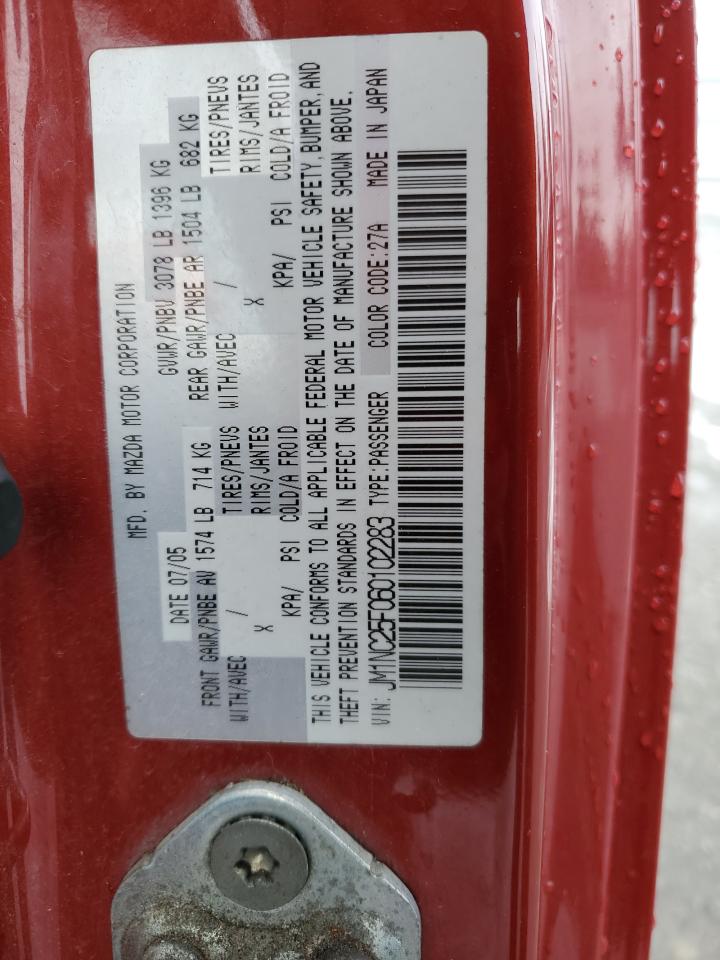 MFD. BY MAZDA MOTOR CORPORATION
DATE 07/05 GVWR/PNBV 3078 LB 1396 KG
FRONT GAWR/PNBE AV 1574 LB 714 KG REAR GAWR/PNBE AR 1504 LB 682 KG
WITH/AVEC / TIRES/PNEUS WITH/AVEC / TIRES/PNEUS
X RIMS/JANTES X RIMS/JANTES
KPA/ PSI COLD/A FROID KPA/ PSI COLD/A FROID
THIS VEHICLE CONFORMS TO ALL APPLICABLE FEDERAL MOTOR VEHICLE SAFETY, BUMPER, AND
THEFT PREVENTION STANDARDS IN EFFECT ON THE DATE OF MANUFACTURE SHOWN ABOVE.
VIN: JM1NC25F060102283 TYPE:PASSENGER COLOR CODE:27A MADE IN JAPAN